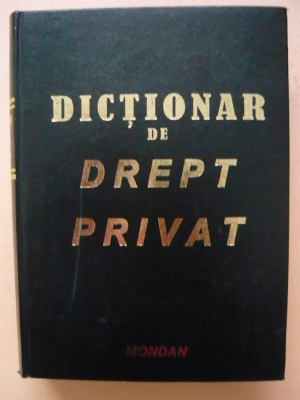 DICȚIONAR
DE
DREPT
PRIVAT
MONDAN